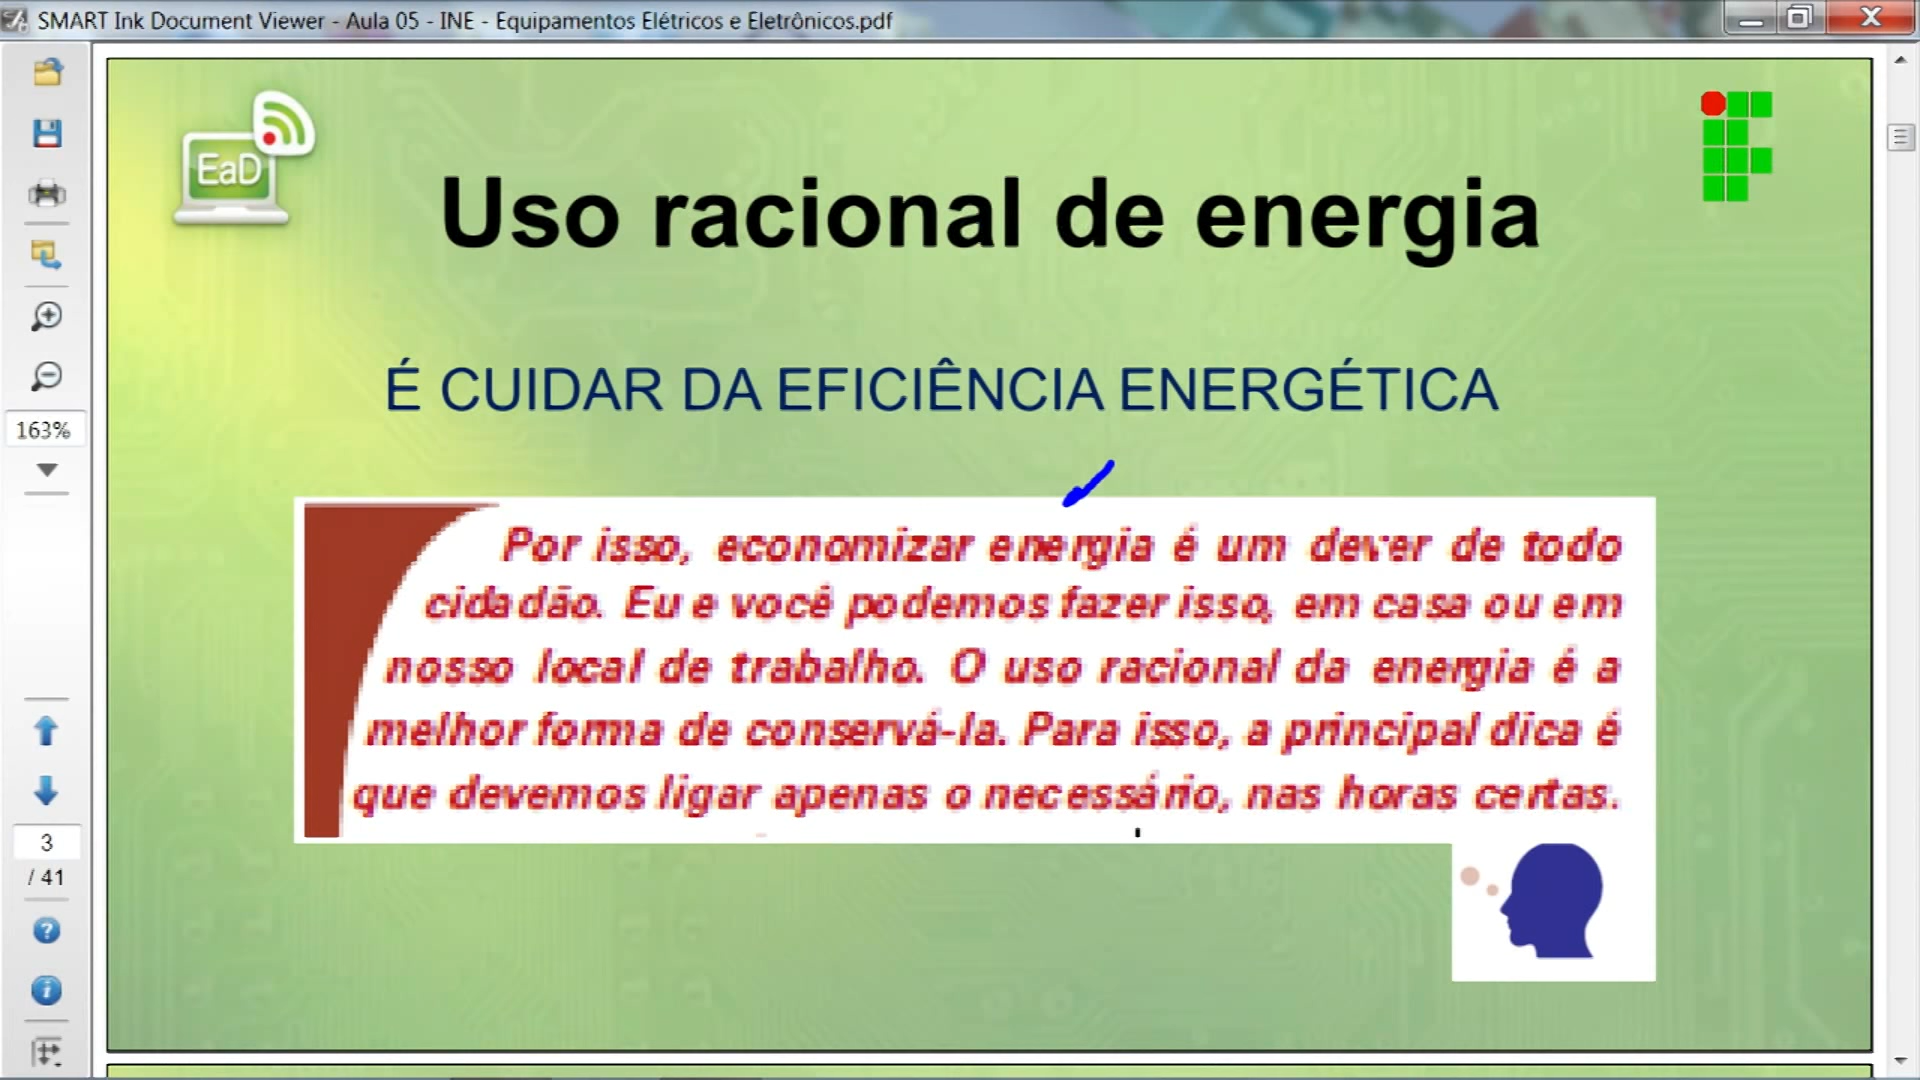 SMART Ink Document Viewer - Aula 05 - INE - Equipamentos Elétricos e Eletrônicos.pdf
EaD
Uso racional de energia
É CUIDAR DA EFICIÊNCIA ENERGÉTICA
163%
Por isso, economizar energia é um dever de todo
cidadão. Eu e você podemos fazer isso, em casa ou em
nosso local de trabalho. O uso racional da energia é a
melhor forma de conservá-la. Para isso, a principal dica é
que devemos ligar apenas o necessário, nas horas certas.
3
/ 41